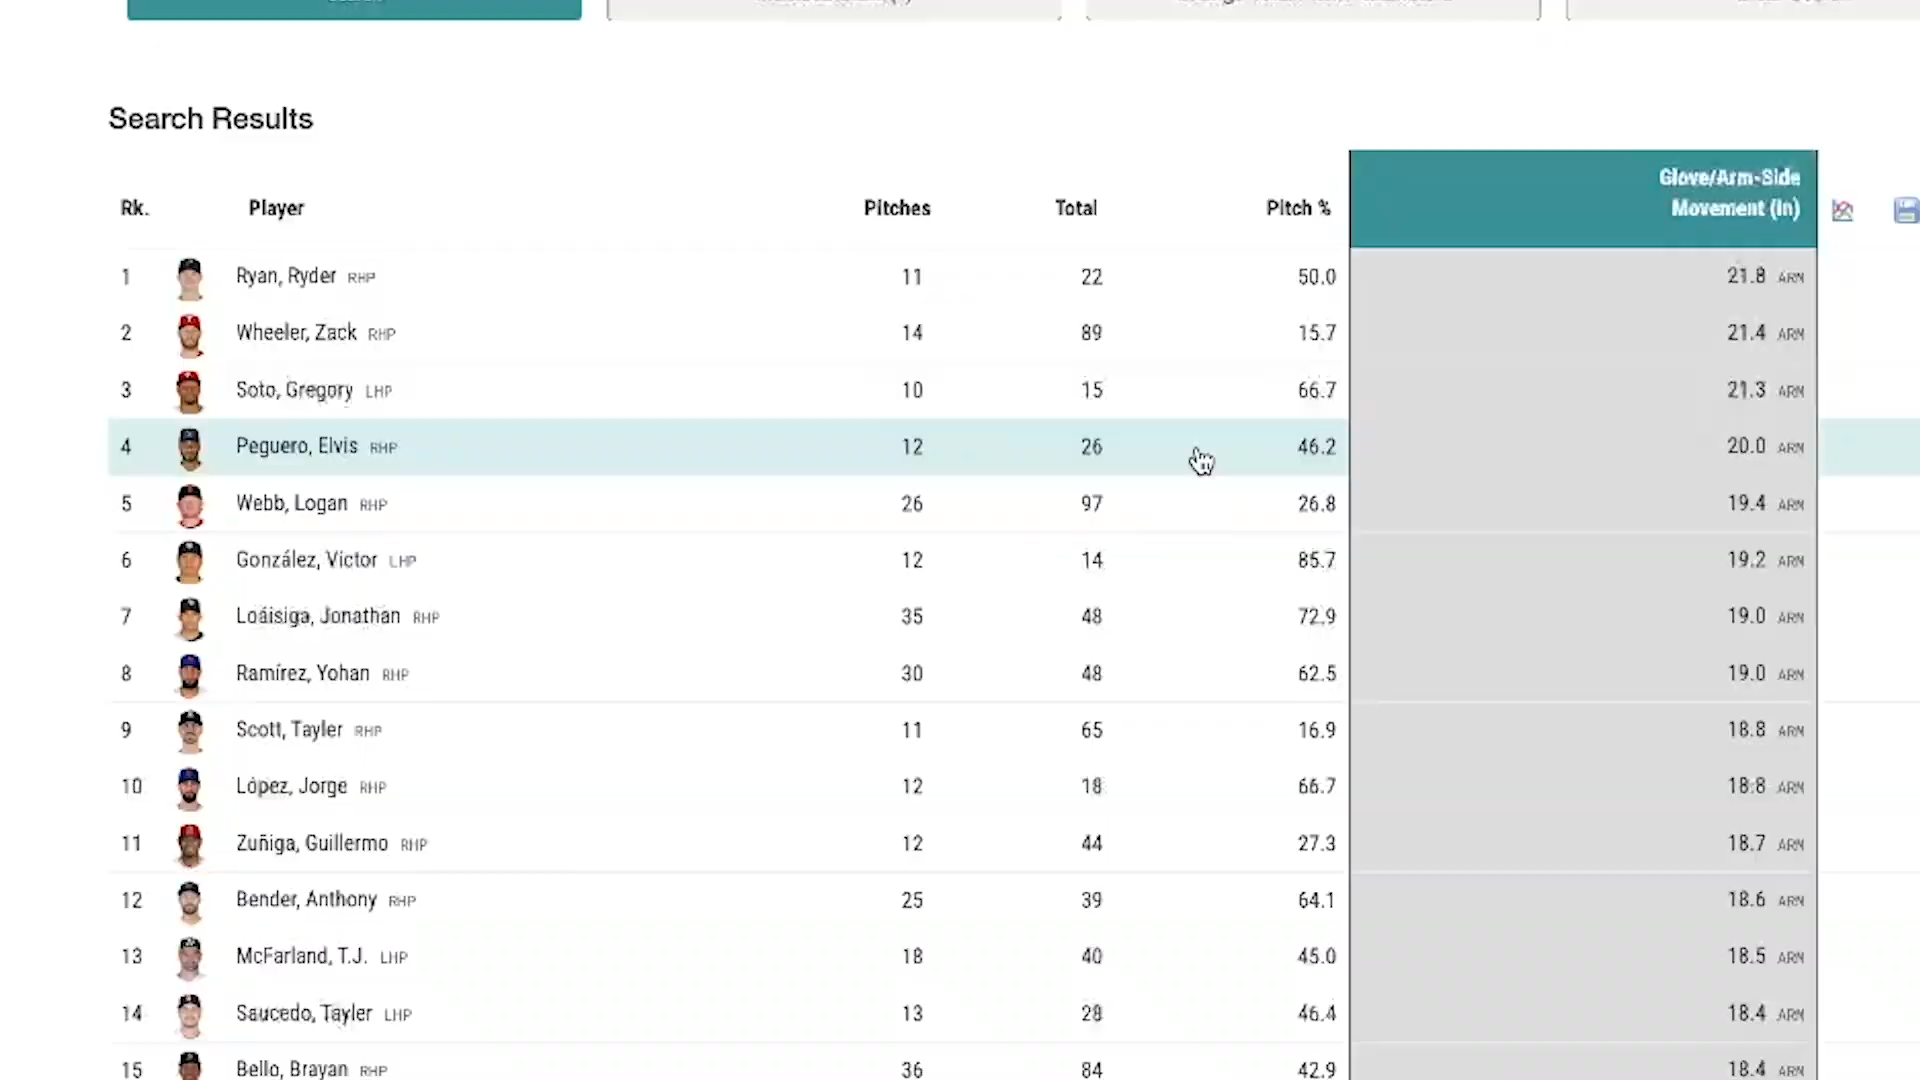 Search Results
Rk. Player Pitches Total Pitch % Glove/Arm-Side
Movement (in)
1 Ryan, Ryder RHP 11 22 50.0 21.8 ARM
2 Wheeler, Zack RHP 14 89 15.7 21.4 ARM
3 Soto, Gregory LHP 10 15 66.7 21.3 ARM
4 Peguero, Elvis RHP 12 26 46.2 20.0 ARM
5 Webb, Logan RHP 26 97 26.8 19.4 ARM
6 González, Victor LHP 12 14 85.7 19.2 ARM
7 Loáisiga, Jonathan RHP 35 48 72.9 19.0 ARM
8 Ramírez, Yohan RHP 30 48 62.5 19.0 ARM
9 Scott, Tayler RHP 11 65 16.9 18.8 ARM
10 López, Jorge RHP 12 18 66.7 18.8 ARM
11 Zuñiga, Guillermo RHP 12 44 27.3 18.7 ARM
12 Bender, Anthony RHP 25 39 64.1 18.6 ARM
13 McFarland, T.J. LHP 18 40 45.0 18.5 ARM
14 Saucedo, Tayler LHP 13 28 46.4 18.4 ARM
15 Bello, Brayan RHP 36 84 42.9 18.4 ARM